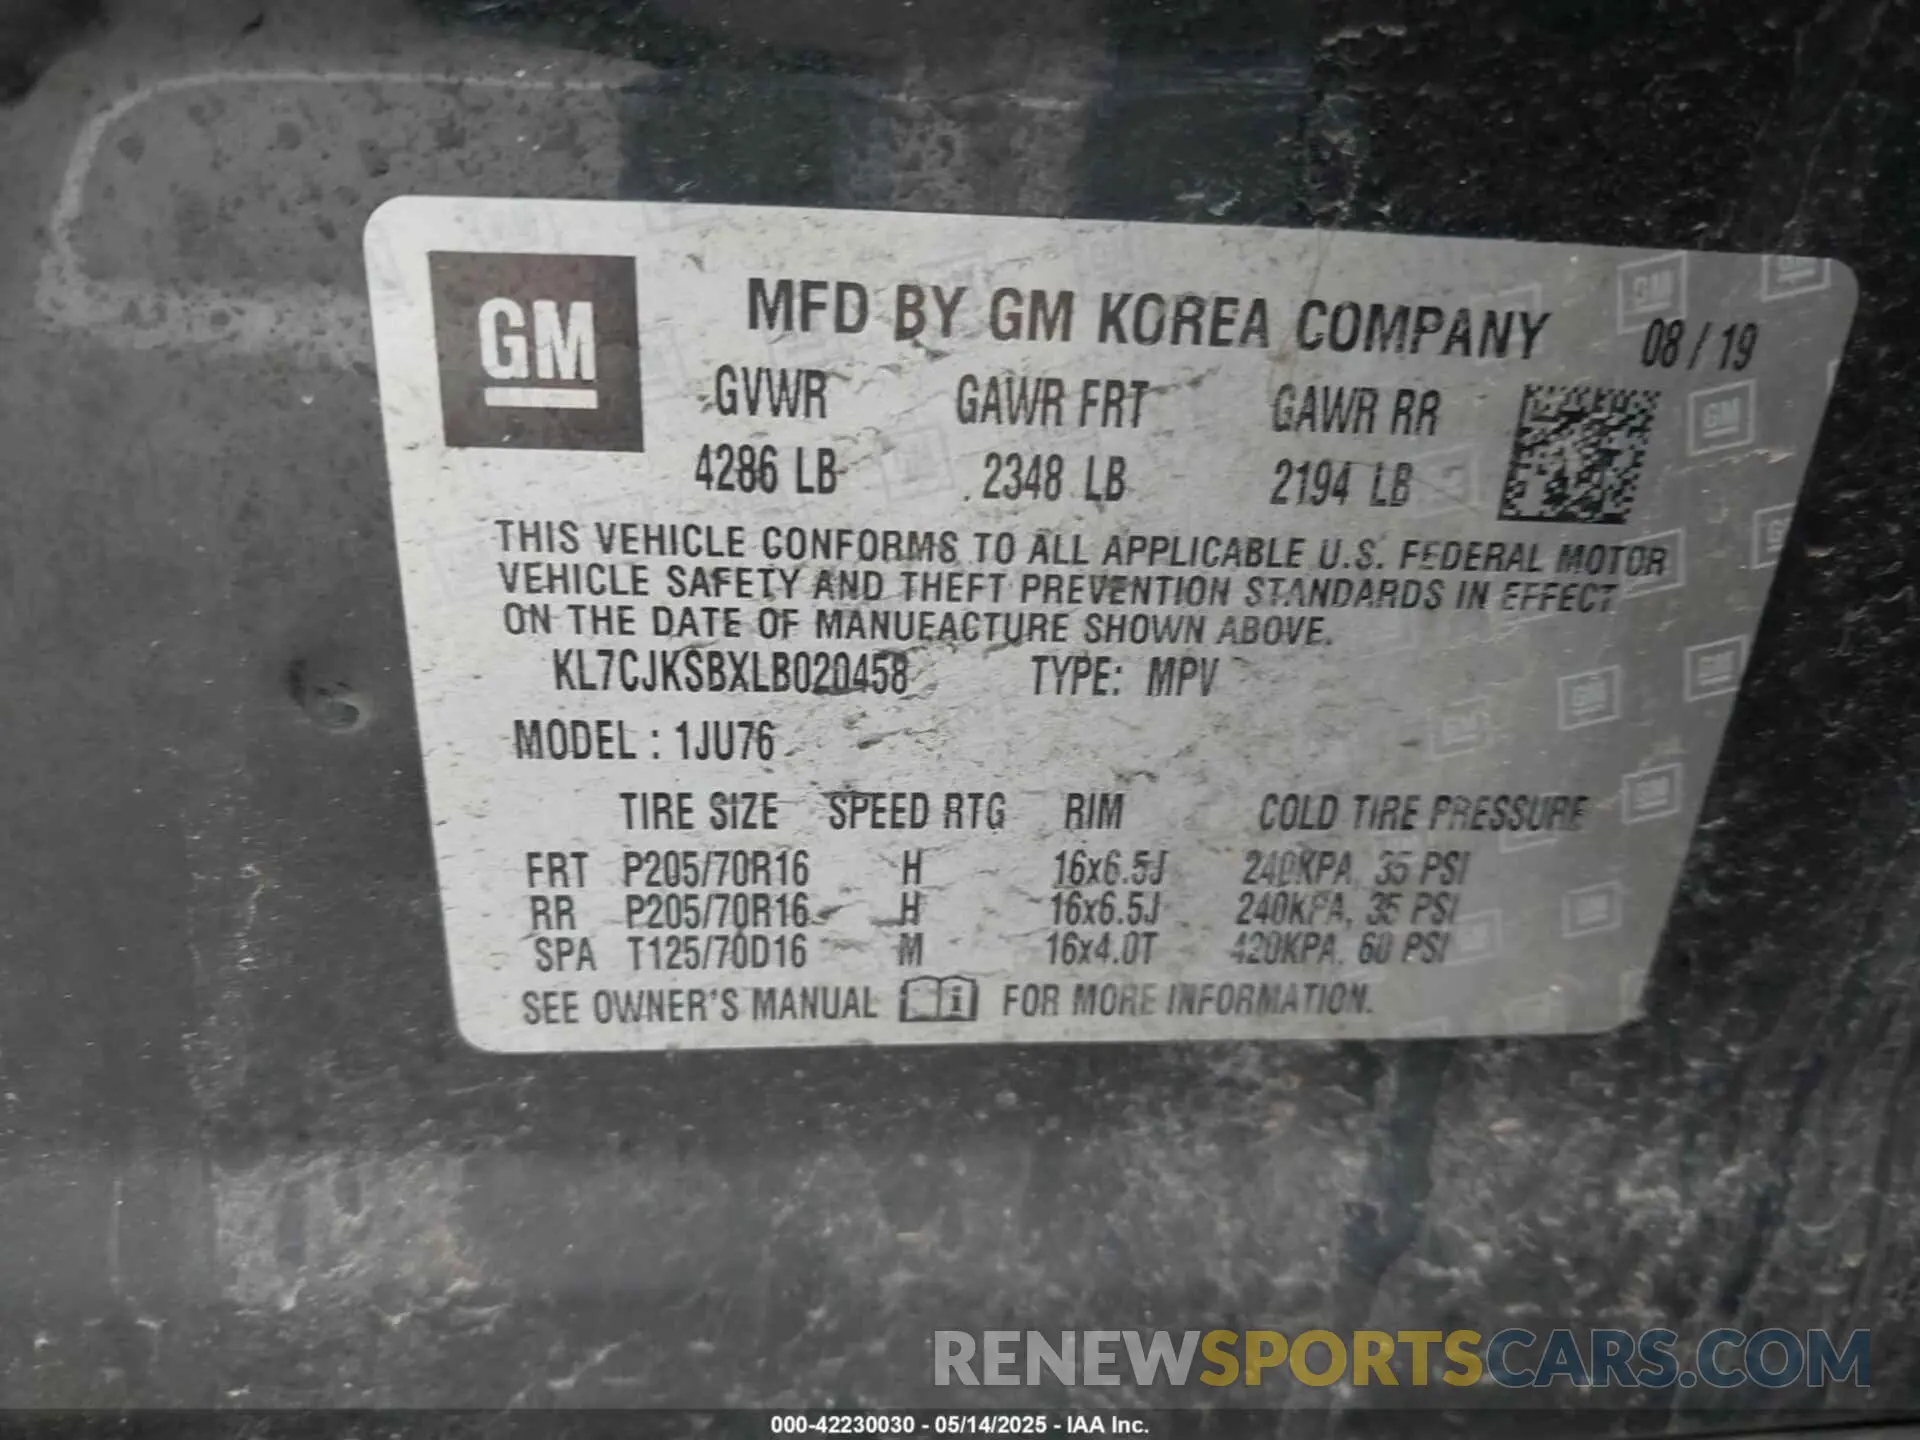 GM
MFD BY GM KOREA COMPANY 08 / 19
GVWR GAWR FRT GAWR RR
4286 LB 2348 LB 2194 LB
THIS VEHICLE CONFORMS TO ALL APPLICABLE U.S. FEDERAL MOTOR
VEHICLE SAFETY AND THEFT PREVENTION STANDARDS IN EFFECT
ON THE DATE OF MANUFACTURE SHOWN ABOVE.
KL7CJKSBXLB020458 TYPE: MPV
MODEL : 1JU76
TIRE SIZE SPEED RTG RIM COLD TIRE PRESSURE
FRT P205/70R16 H 16x6.5J 240KPA, 35 PSI
RR P205/70R16 H 16x6.5J 240KPA, 35 PSI
SPA T125/70D16 M 16x4.0T 420KPA, 60 PSI
SEE OWNER'S MANUAL i FOR MORE INFORMATION.
RENEWSPORTSCARS.COM
000-42230030 - 05/14/2025 - IAA Inc.